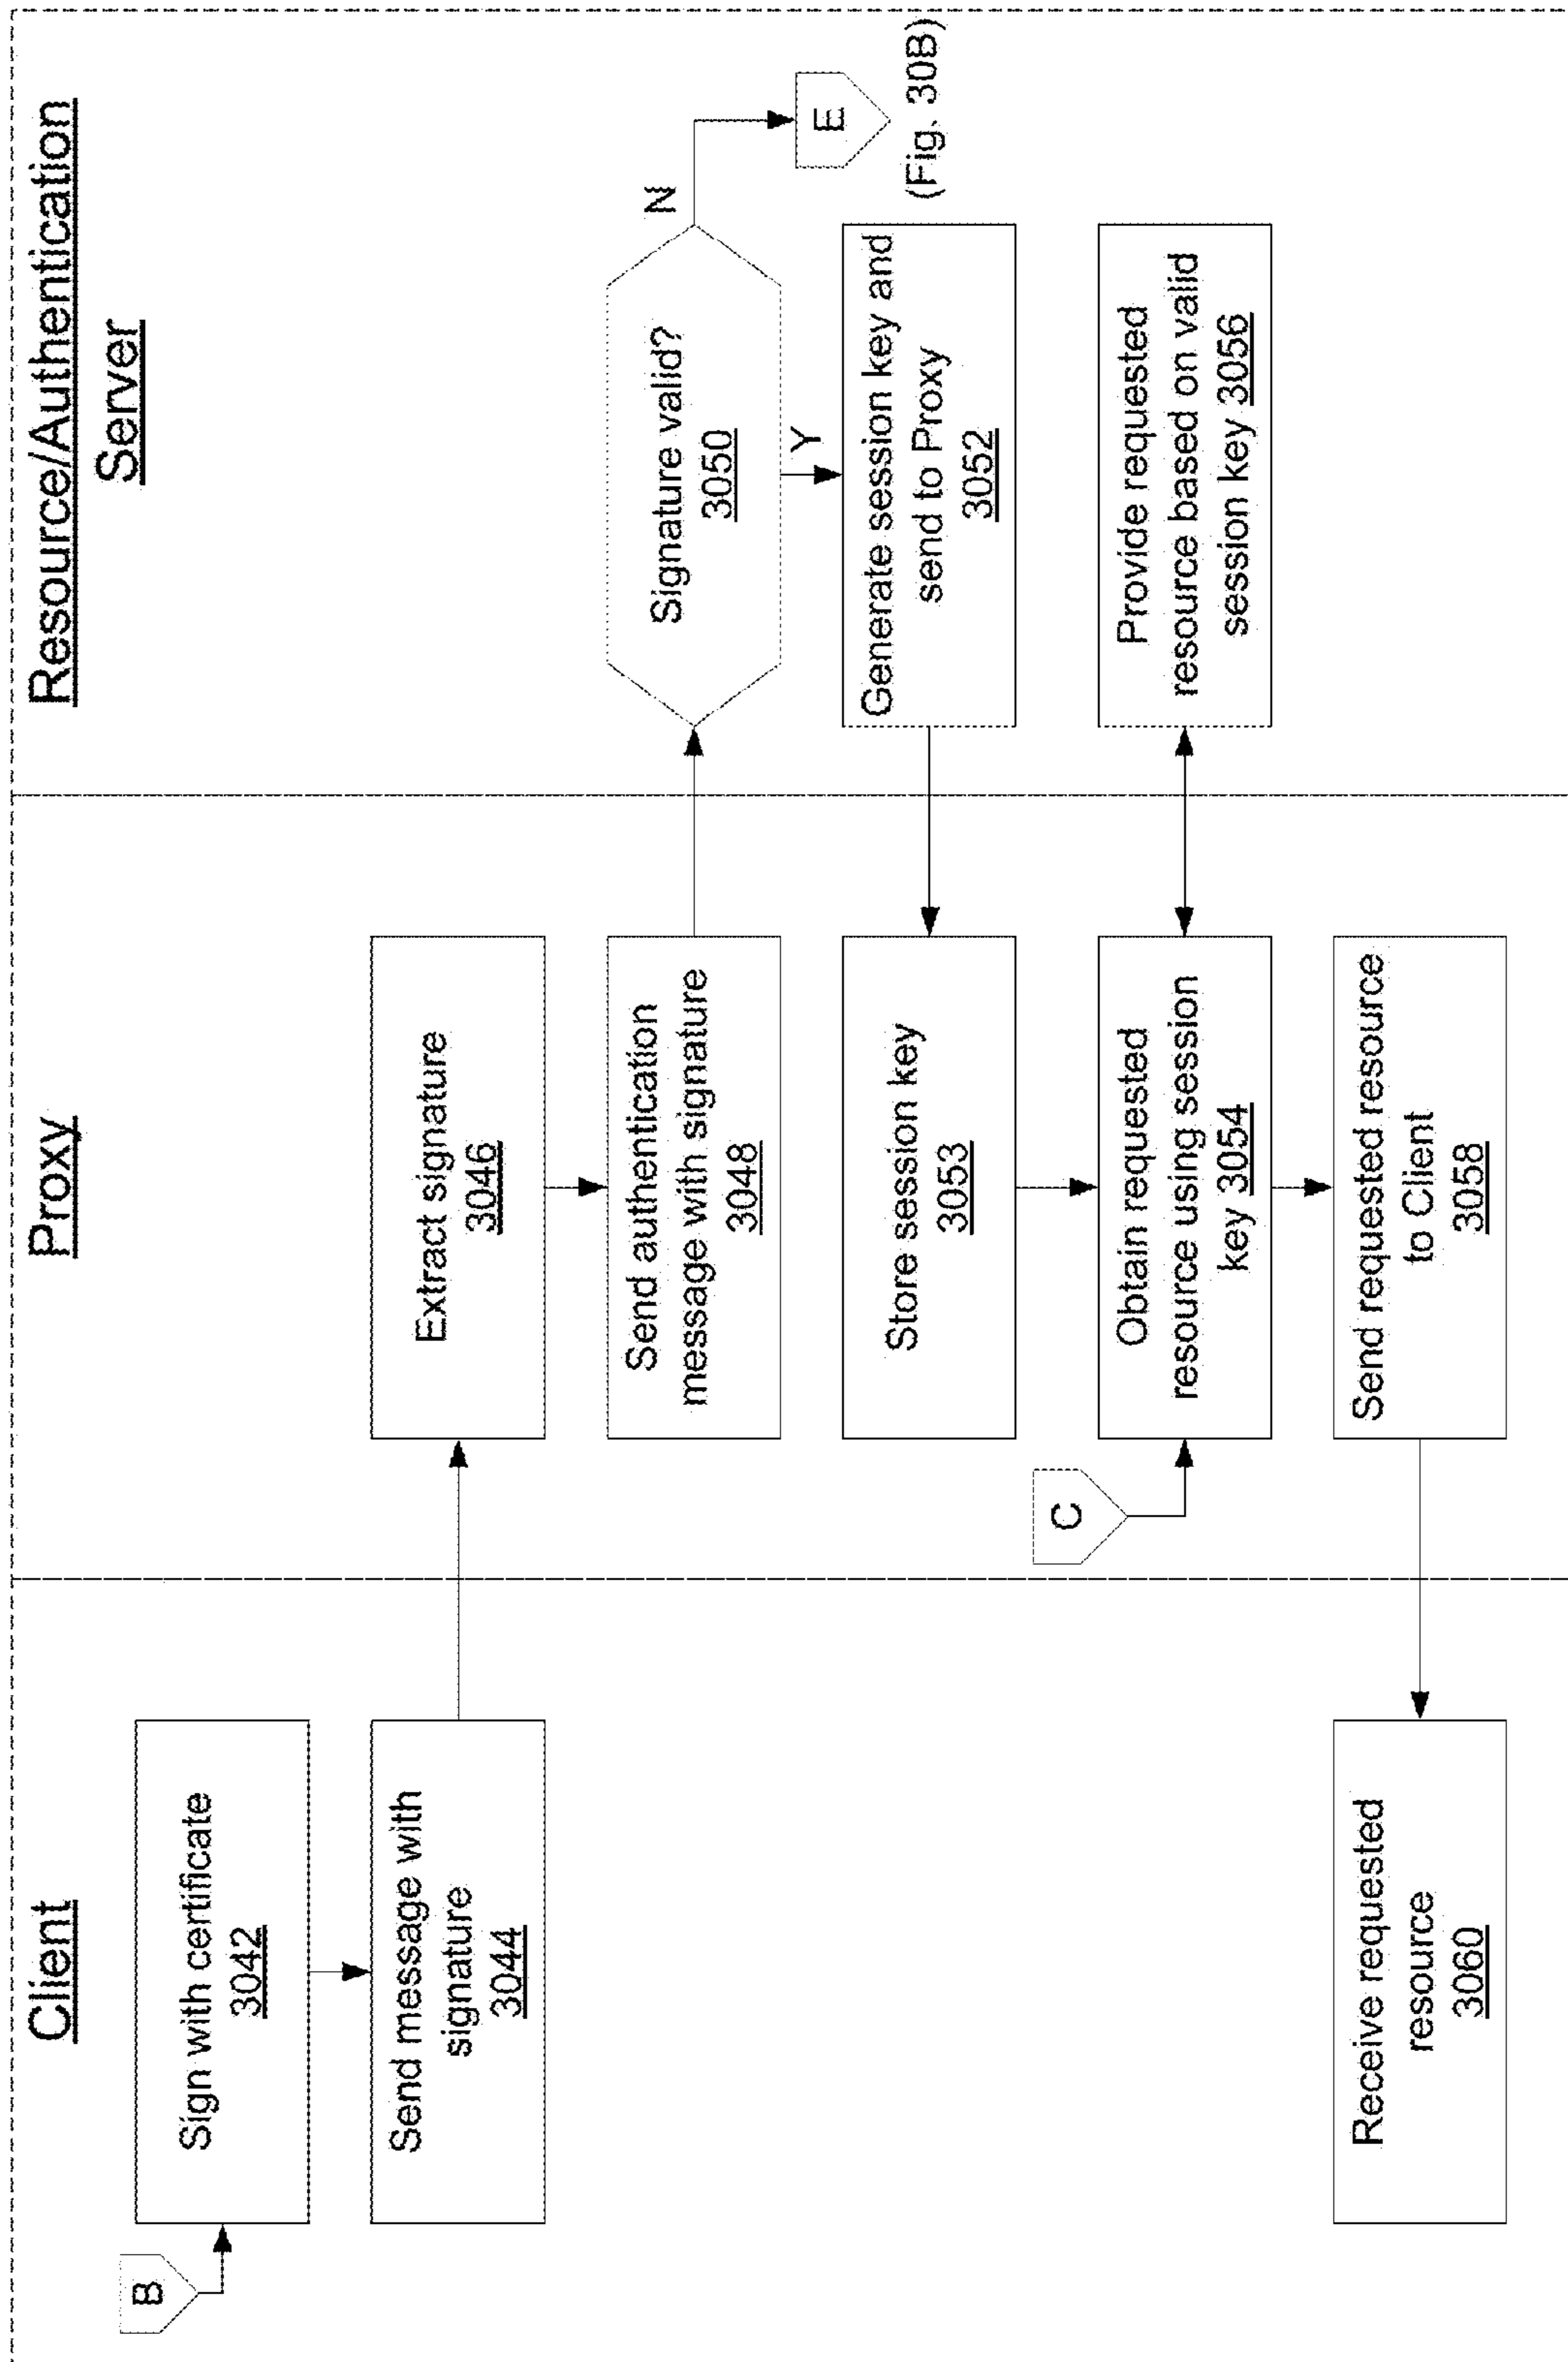 Client
Proxy
Resource/Authentication
Server
B
Sign with certificate
3042
Send message with
signature
3044
Extract signature
3046
Send authentication
message with signature
3048
Signature valid?
3050
N
E
(Fig. 30B)
Y
Generate session key and
send to Proxy
3052
Store session key
3053
C
Obtain requested
resource using session
key 3054
Provide requested
resource based on valid
session key 3056
Send requested resource
to Client
3058
Receive requested
resource
3060